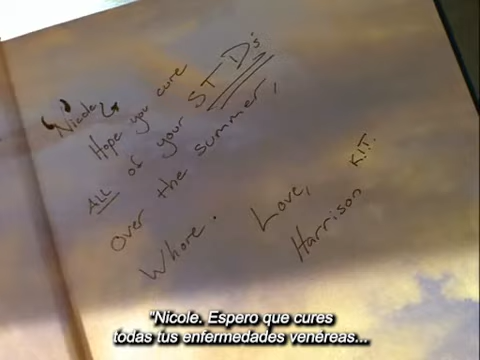 Nicole,
Hope you cure
ALL of your STD's
over the summer,
Whore.
Love,
Harrison
K.I.T.
"Nicole. Espero que cures
todas tus enfermedades venéreas...